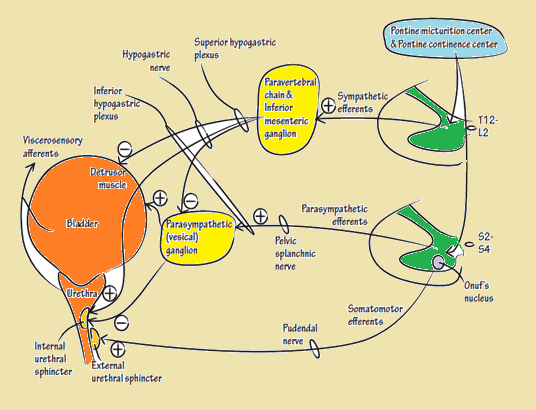 Pontine micturition center
& Pontine continence center
Superior hypogastric
plexus
Hypogastric
nerve
Inferior
hypogastric
plexus
Paravertebral
chain &
Inferior
mesenteric
ganglion
Sympathetic
efferents
+
T12-
L2
Viscerosensory
afferents
−
Detrusor
muscle
+
−
Bladder
Parasympathetic
(vesical)
ganglion
+
Parasympathetic
efferents
Pelvic
splanchnic
nerve
S2-
S4
Onuf's
nucleus
Urethra
+
−
Somatomotor
efferents
Pudendal
nerve
Internal
urethral
sphincter
+
External
urethral sphincter